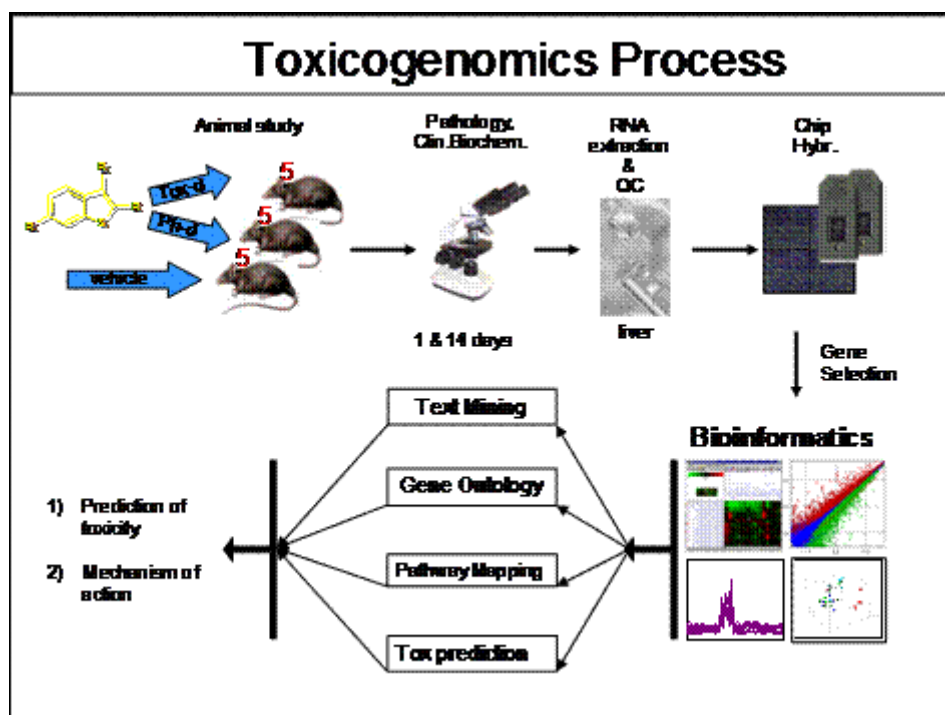 Toxicogenomics Process
Animal study
Pathology.
Clin.Biochem.
RNA
extraction
&
QC
Chip
Hybr.
Tox-d
5
5
5
vehicle
1 & 14 days
liver
Gene
Selection
Text Mining
Bioinformatics
Gene Ontology
1) Prediction of
toxicity
2) Mechanism of
action
Pathway Mapping
Tox prediction